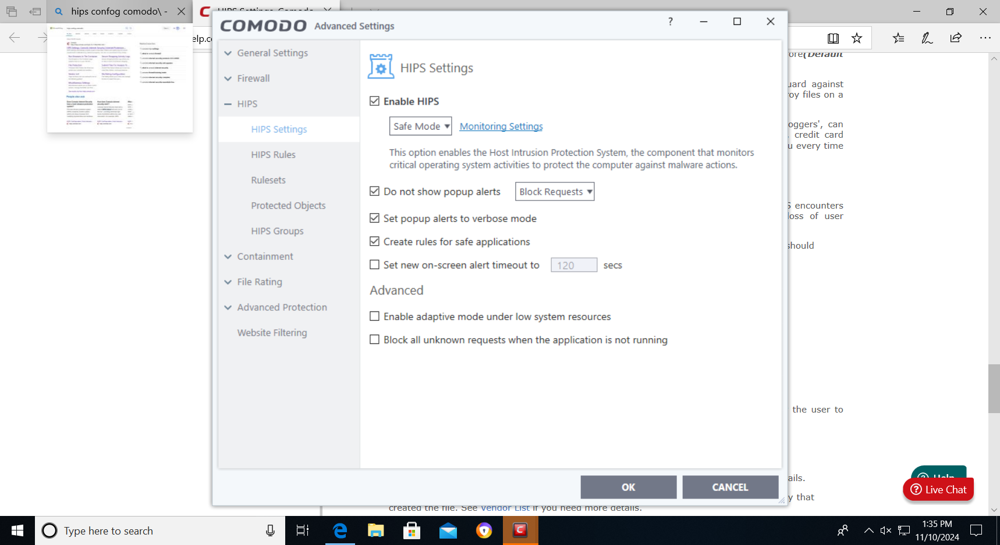 hips confog comodo\ -
COMODO Advanced Settings
?
elp.c
General Settings
Firewall
HIPS
HIPS Settings
HIPS Rules
Rulesets
Protected Objects
HIPS Groups
Containment
File Rating
Advanced Protection
Website Filtering
HIPS Settings
Enable HIPS
Safe Mode
Monitoring Settings
This option enables the Host Intrusion Protection System, the component that monitors
critical operating system activities to protect the computer against malware actions.
Do not show popup alerts
Block Requests
Set popup alerts to verbose mode
Create rules for safe applications
Set new on-screen alert timeout to 120 secs
Advanced
Enable adaptive mode under low system resources
Block all unknown requests when the application is not running
OK
CANCEL
ore(Default
uard against
roy files on a
oggers', can
. credit card
u every time
S encounters
loss of user
should
the user to
ails.
y that
created the file. See Vendor List if you need more details.
Help
? Live Chat
Type here to search
1:35 PM
11/10/2024